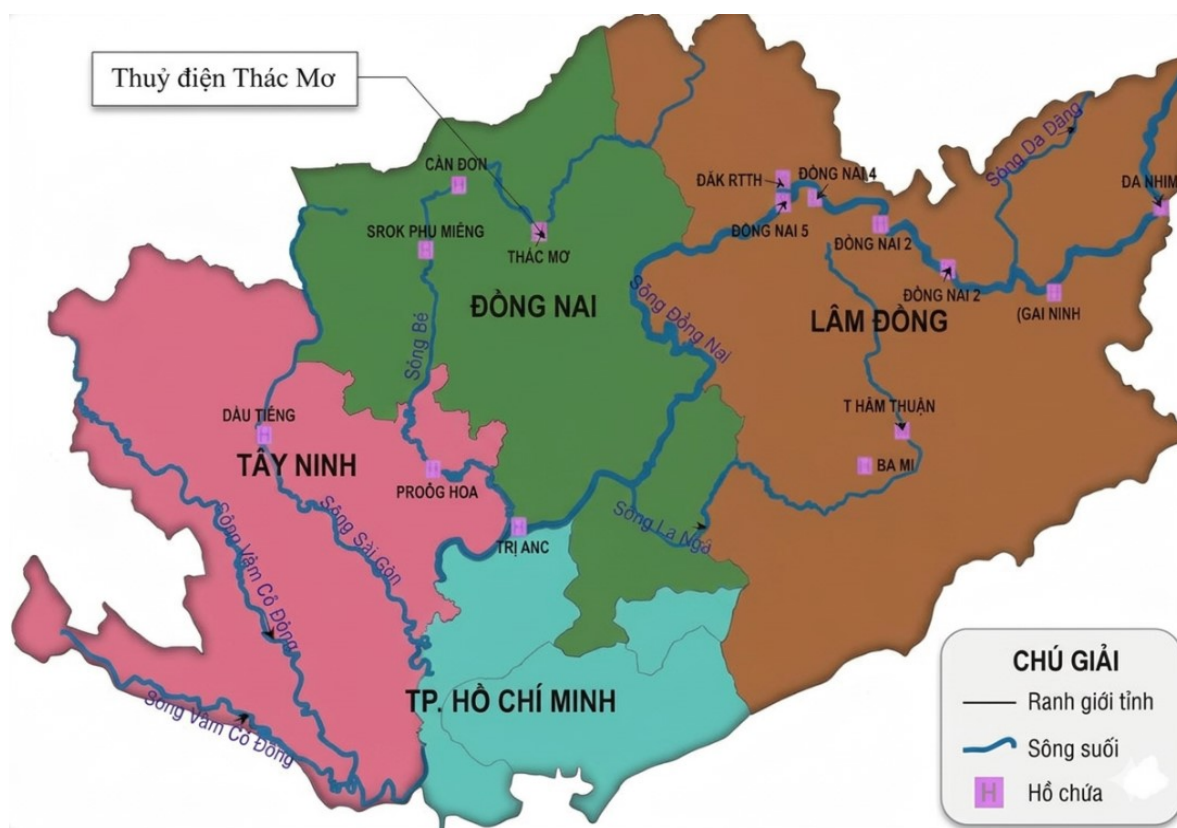 Thuỷ điện Thác Mơ
CẦN ĐƠN
SROK PHU MIÊNG
THÁC MƠ
ĐỒNG NAI
Sông Bé
Sông Đồng Nai
ĐẮK RTTH
ĐỒNG NAI 4
ĐỒNG NAI 5
ĐỒNG NAI 2
ĐỒNG NAI 2
Sông Da Dâng
ĐA NHIM
(GAI NINH
LÂM ĐỒNG
T HÂM THUẬN
BA MI
DẦU TIẾNG
TÂY NINH
PROÔG HOA
TRỊ ANC
Sông La Ngà
Sông Sài Gòn
Sông Vàm Cỏ Đông
Sông Vâm Cỏ Đông
TP. HỒ CHÍ MINH
CHÚ GIẢI
Ranh giới tỉnh
Sông suối
H Hồ chứa